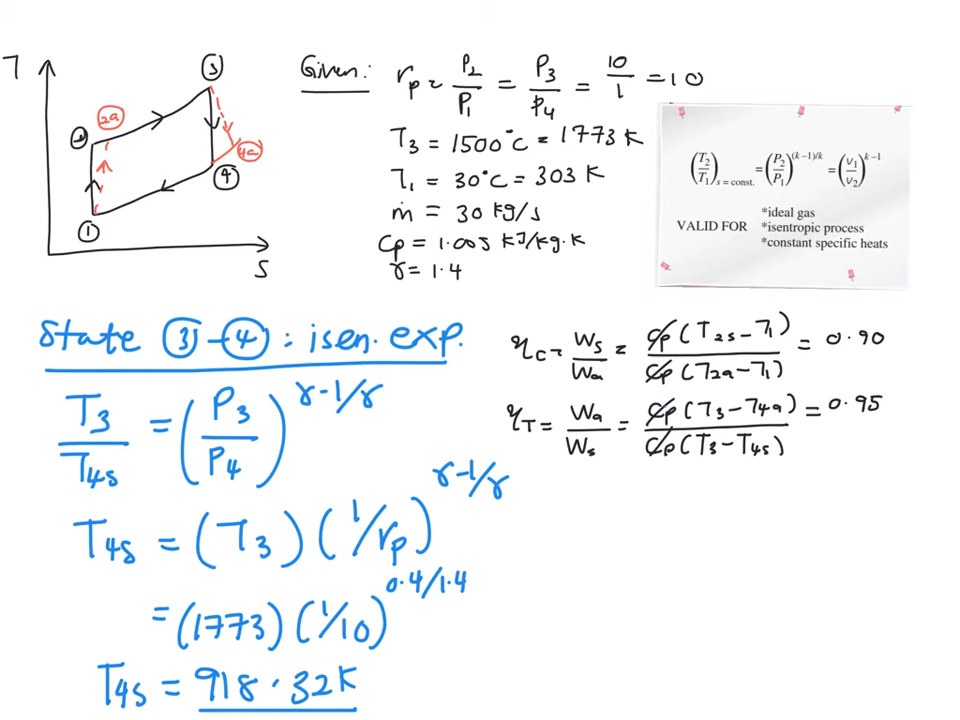 T
③
2a
2
4a
④
①
S
Given: rp = P2/P1 = P3/P4 = 10/1 = 10
T3 = 1500°C = 1773 K
T1 = 30°C = 303 K
ṁ = 30 kg/s
Cp = 1.005 kJ/kg.K
γ = 1.4
(T2/T1)s = const. = (P2/P1)^(k−1)/k = (v1/v2)^k−1
VALID FOR *ideal gas
*isentropic process
*constant specific heats
State ③-④: isen. exp.
T3/T4s = (P3/P4)^γ-1/γ
T4s = (T3)(1/rp)^γ-1/γ
= (1773)(1/10)^0.4/1.4
T4s = 918.32K
ηC = Ws/Wa = Cp(T2s-T1)/Cp(T2a-T1) = 0.90
ηT = Wa/Ws = Cp(T3-T4a)/Cp(T3-T4s) = 0.95